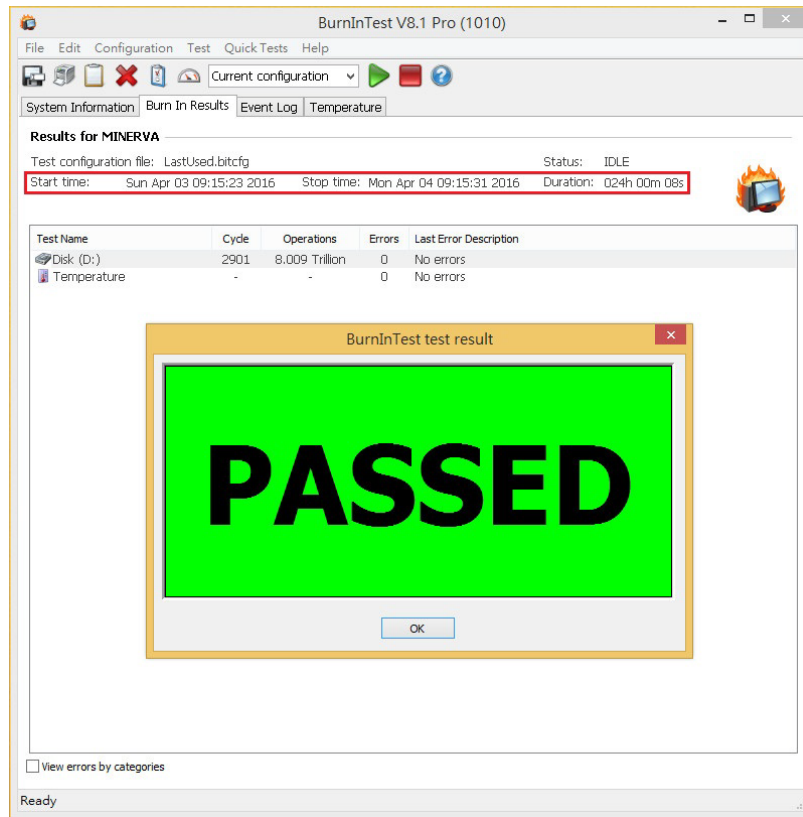 BurnInTest V8.1 Pro (1010)
File Edit Configuration Test Quick Tests Help
Current configuration
System Information Burn In Results Event Log Temperature
Results for MINERVA
Test configuration file: LastUsed.bitcfg Status: IDLE
Start time: Sun Apr 03 09:15:23 2016 Stop time: Mon Apr 04 09:15:31 2016 Duration: 024h 00m 08s
Test Name Cycle Operations Errors Last Error Description
Disk (D:) 2901 8.009 Trillion 0 No errors
Temperature - - 0 No errors
BurnInTest test result
PASSED
OK
View errors by categories
Ready